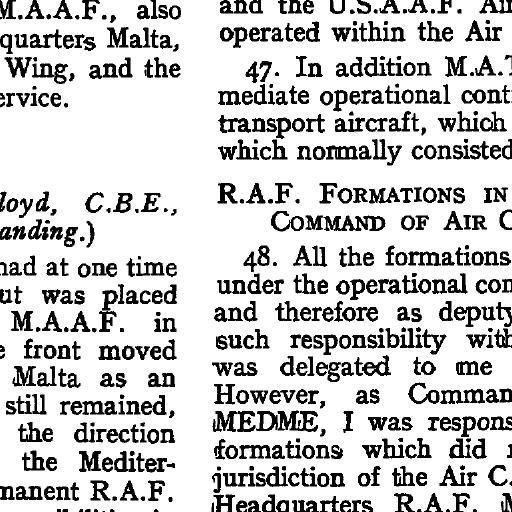 M.A.A.F., also
quarters Malta,
Wing, and the
ervice.
loyd, C.B.E.,
anding.)
had at one time
ut was placed
M.A.A.F. in
e front moved
Malta as an
still remained,
the direction
the Mediter-
manent R.A.F.
and the U.S.A.A.F. Air
operated within the Air
47. In addition M.A.T
mediate operational cont
transport aircraft, which
which normally consisted
R.A.F. FORMATIONS IN
COMMAND OF AIR C
48. All the formations
under the operational con
and therefore as deputy
such responsibility with
was delegated to me
However, as Comman
MEDME, I was respons
formations which did
jurisdiction of the Air C.
Headquarters R.A.F. M